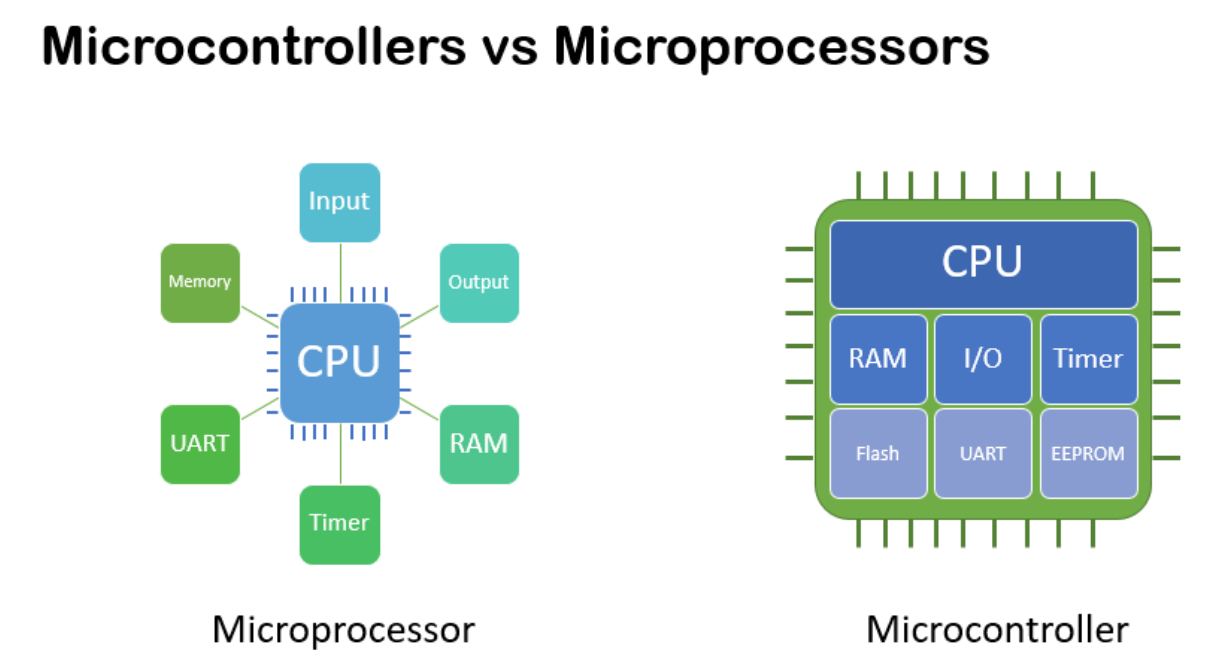 Microcontrollers vs Microprocessors
Input
Memory
Output
CPU
UART
RAM
Timer
Microprocessor
CPU
RAM
I/O
Timer
Flash
UART
EEPROM
Microcontroller